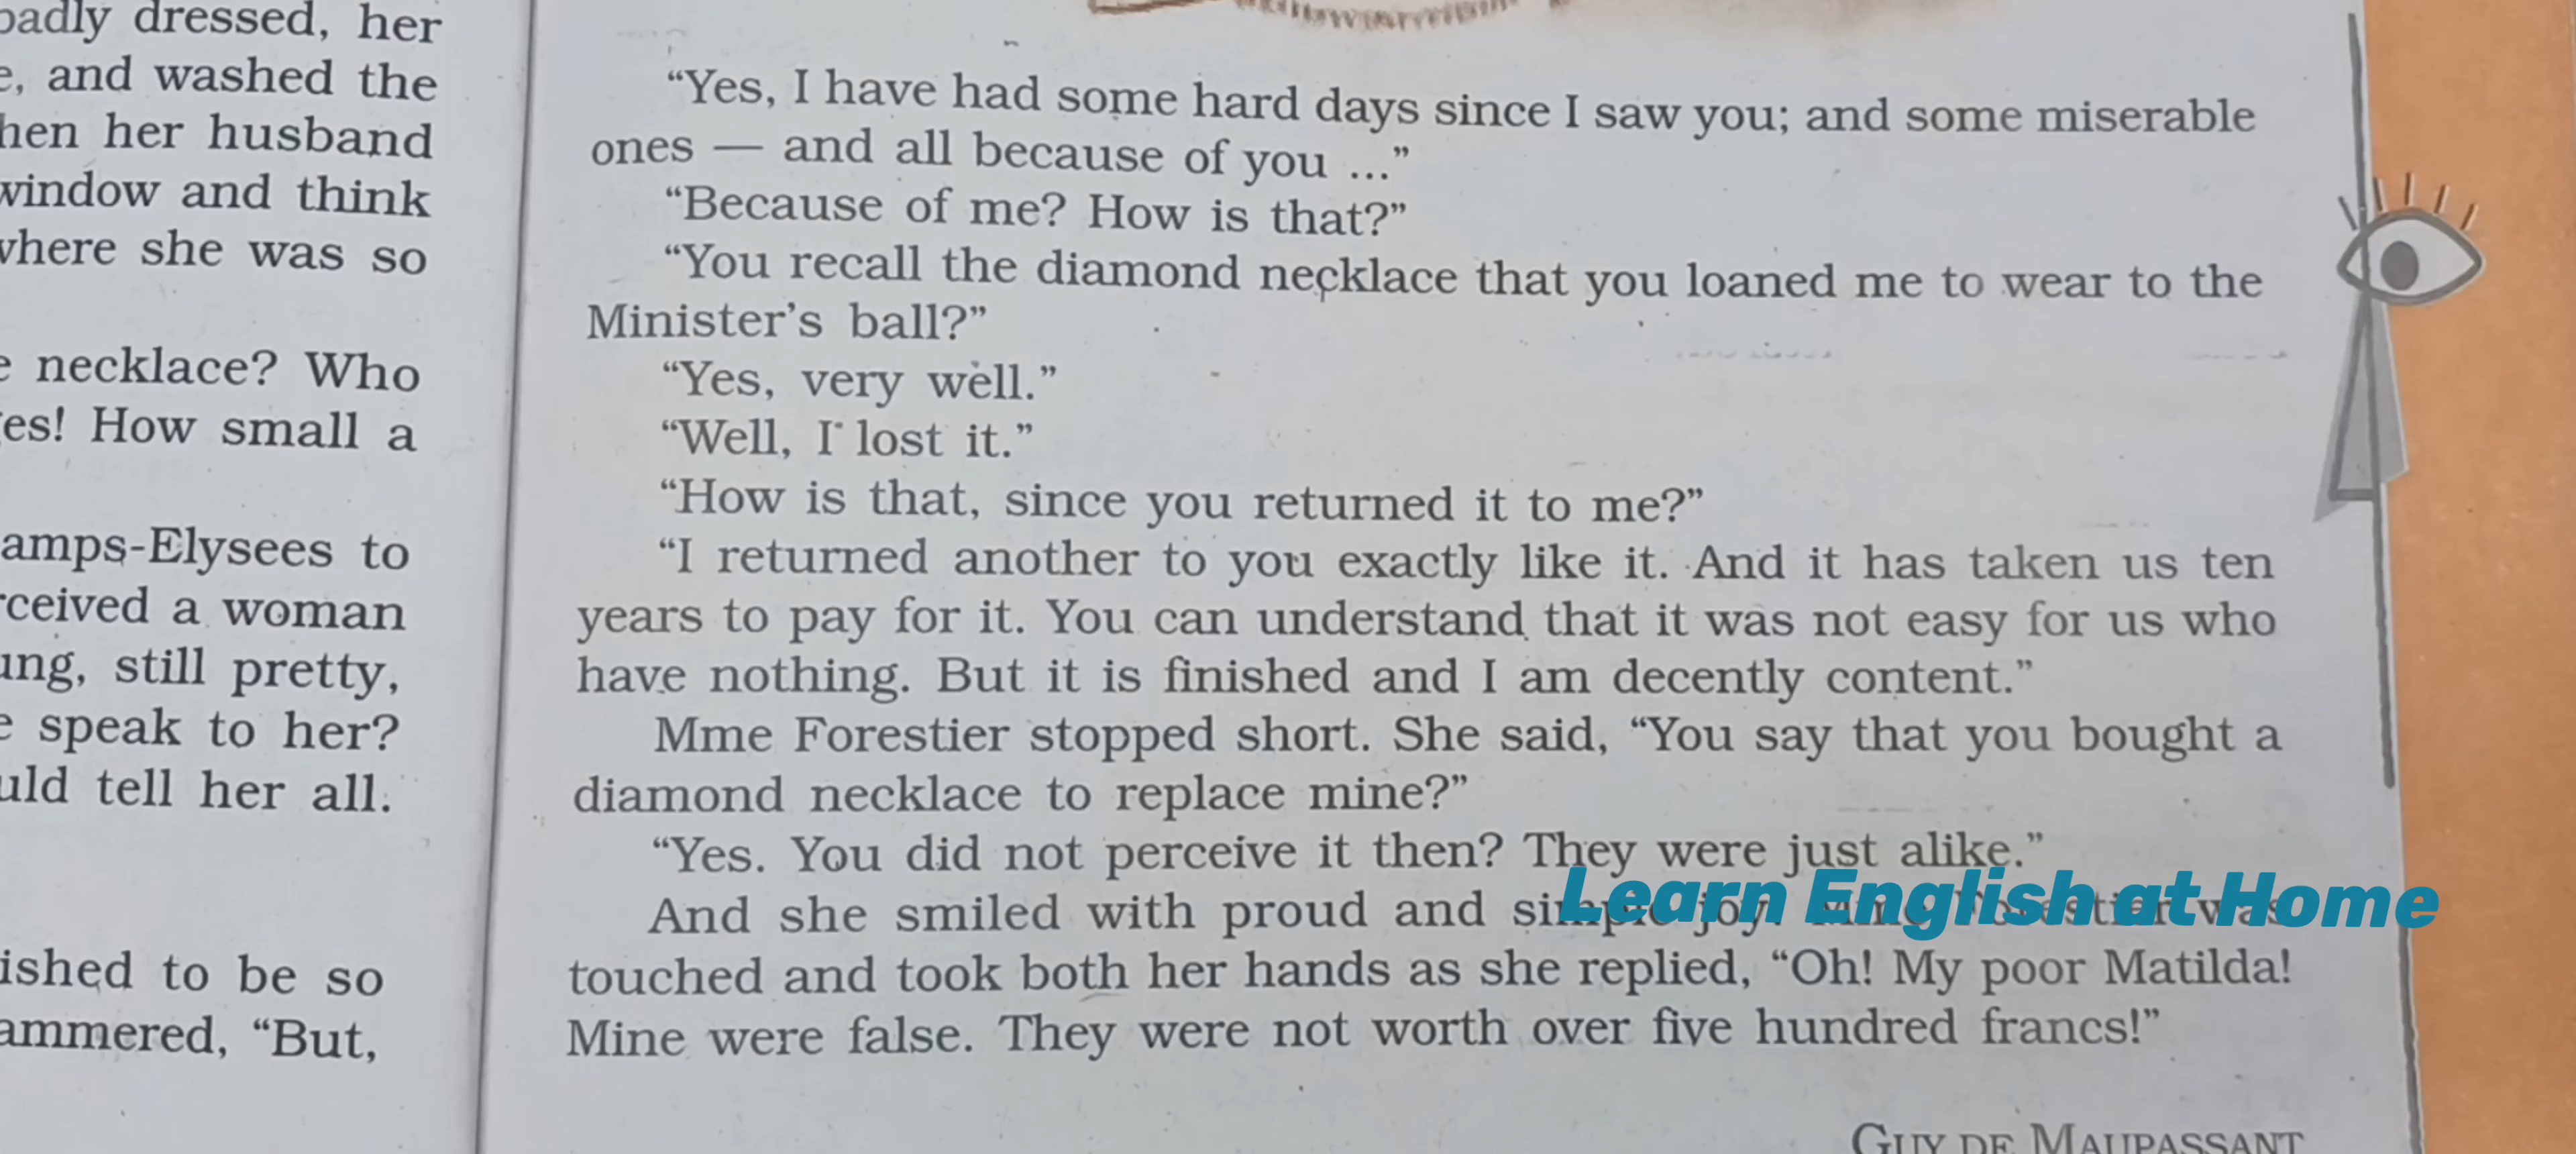 badly dressed, her
e, and washed the
hen her husband
window and think
where she was so
e necklace? Who
ges! How small a
amps-Elysees to
rceived a woman
ung, still pretty,
e speak to her?
uld tell her all.
ished to be so
ammered, “But,
“Yes, I have had some hard days since I saw you; and some miserable
ones — and all because of you ...”
“Because of me? How is that?”
“You recall the diamond necklace that you loaned me to wear to the
Minister’s ball?”
“Yes, very well.”
“Well, I lost it.”
“How is that, since you returned it to me?”
“I returned another to you exactly like it. And it has taken us ten
years to pay for it. You can understand that it was not easy for us who
have nothing. But it is finished and I am decently content.”
Mme Forestier stopped short. She said, “You say that you bought a
diamond necklace to replace mine?”
“Yes. You did not perceive it then? They were just alike.”
And she smiled with proud and simple joy. Mme Forestier was
Learn English at Home
touched and took both her hands as she replied, “Oh! My poor Matilda!
Mine were false. They were not worth over five hundred francs!”
GUY DE MAUPASSANT